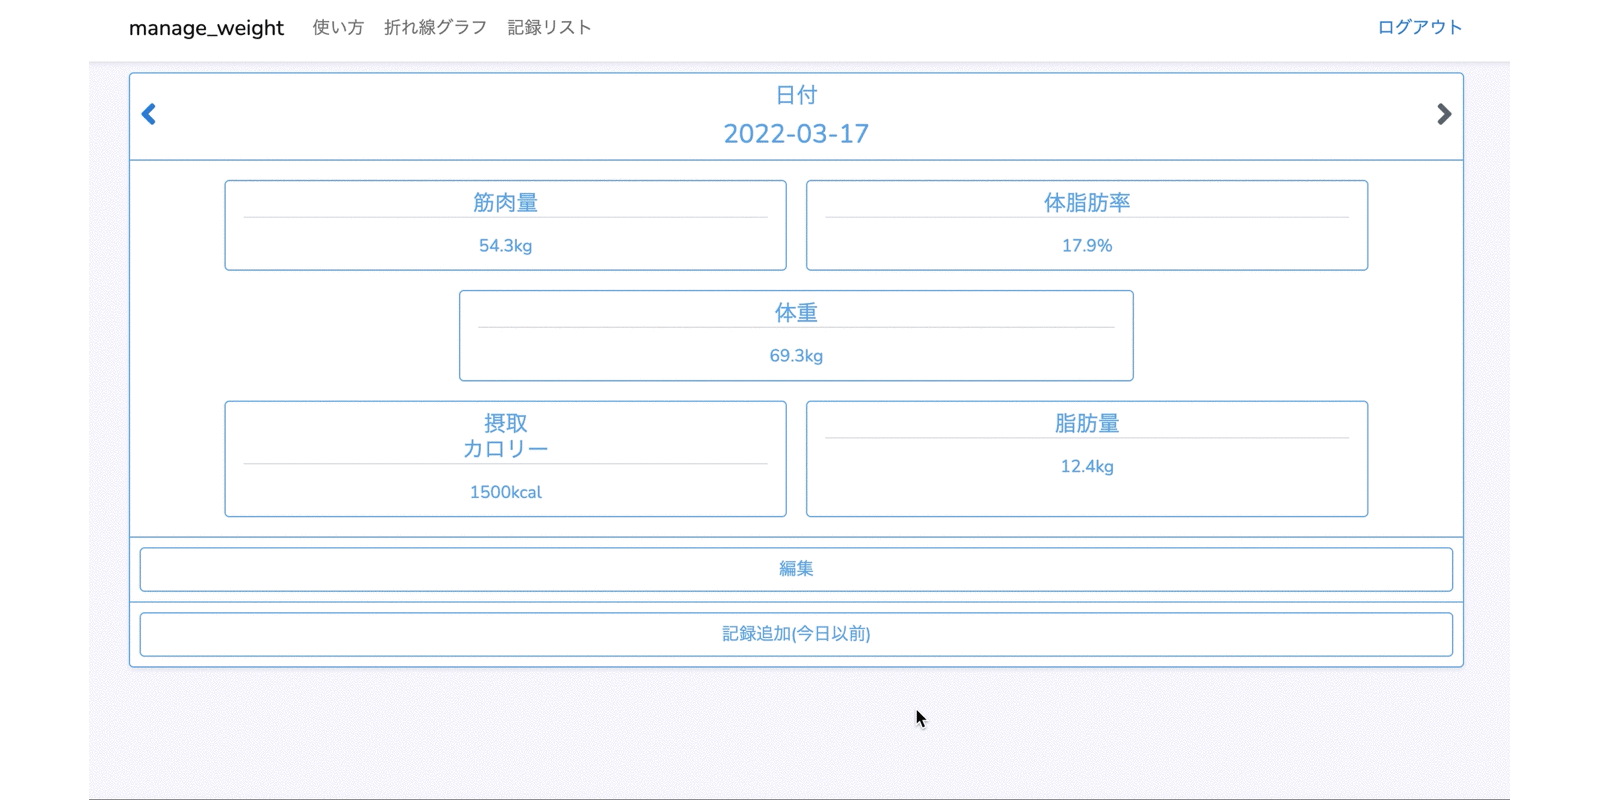 manage_weight 使い方 折れ線グラフ 記録リスト ログアウト
日付
2022-03-17
筋肉量
54.3kg
体脂肪率
17.9%
体重
69.3kg
摂取
カロリー
1500kcal
脂肪量
12.4kg
編集
記録追加(今日以前)